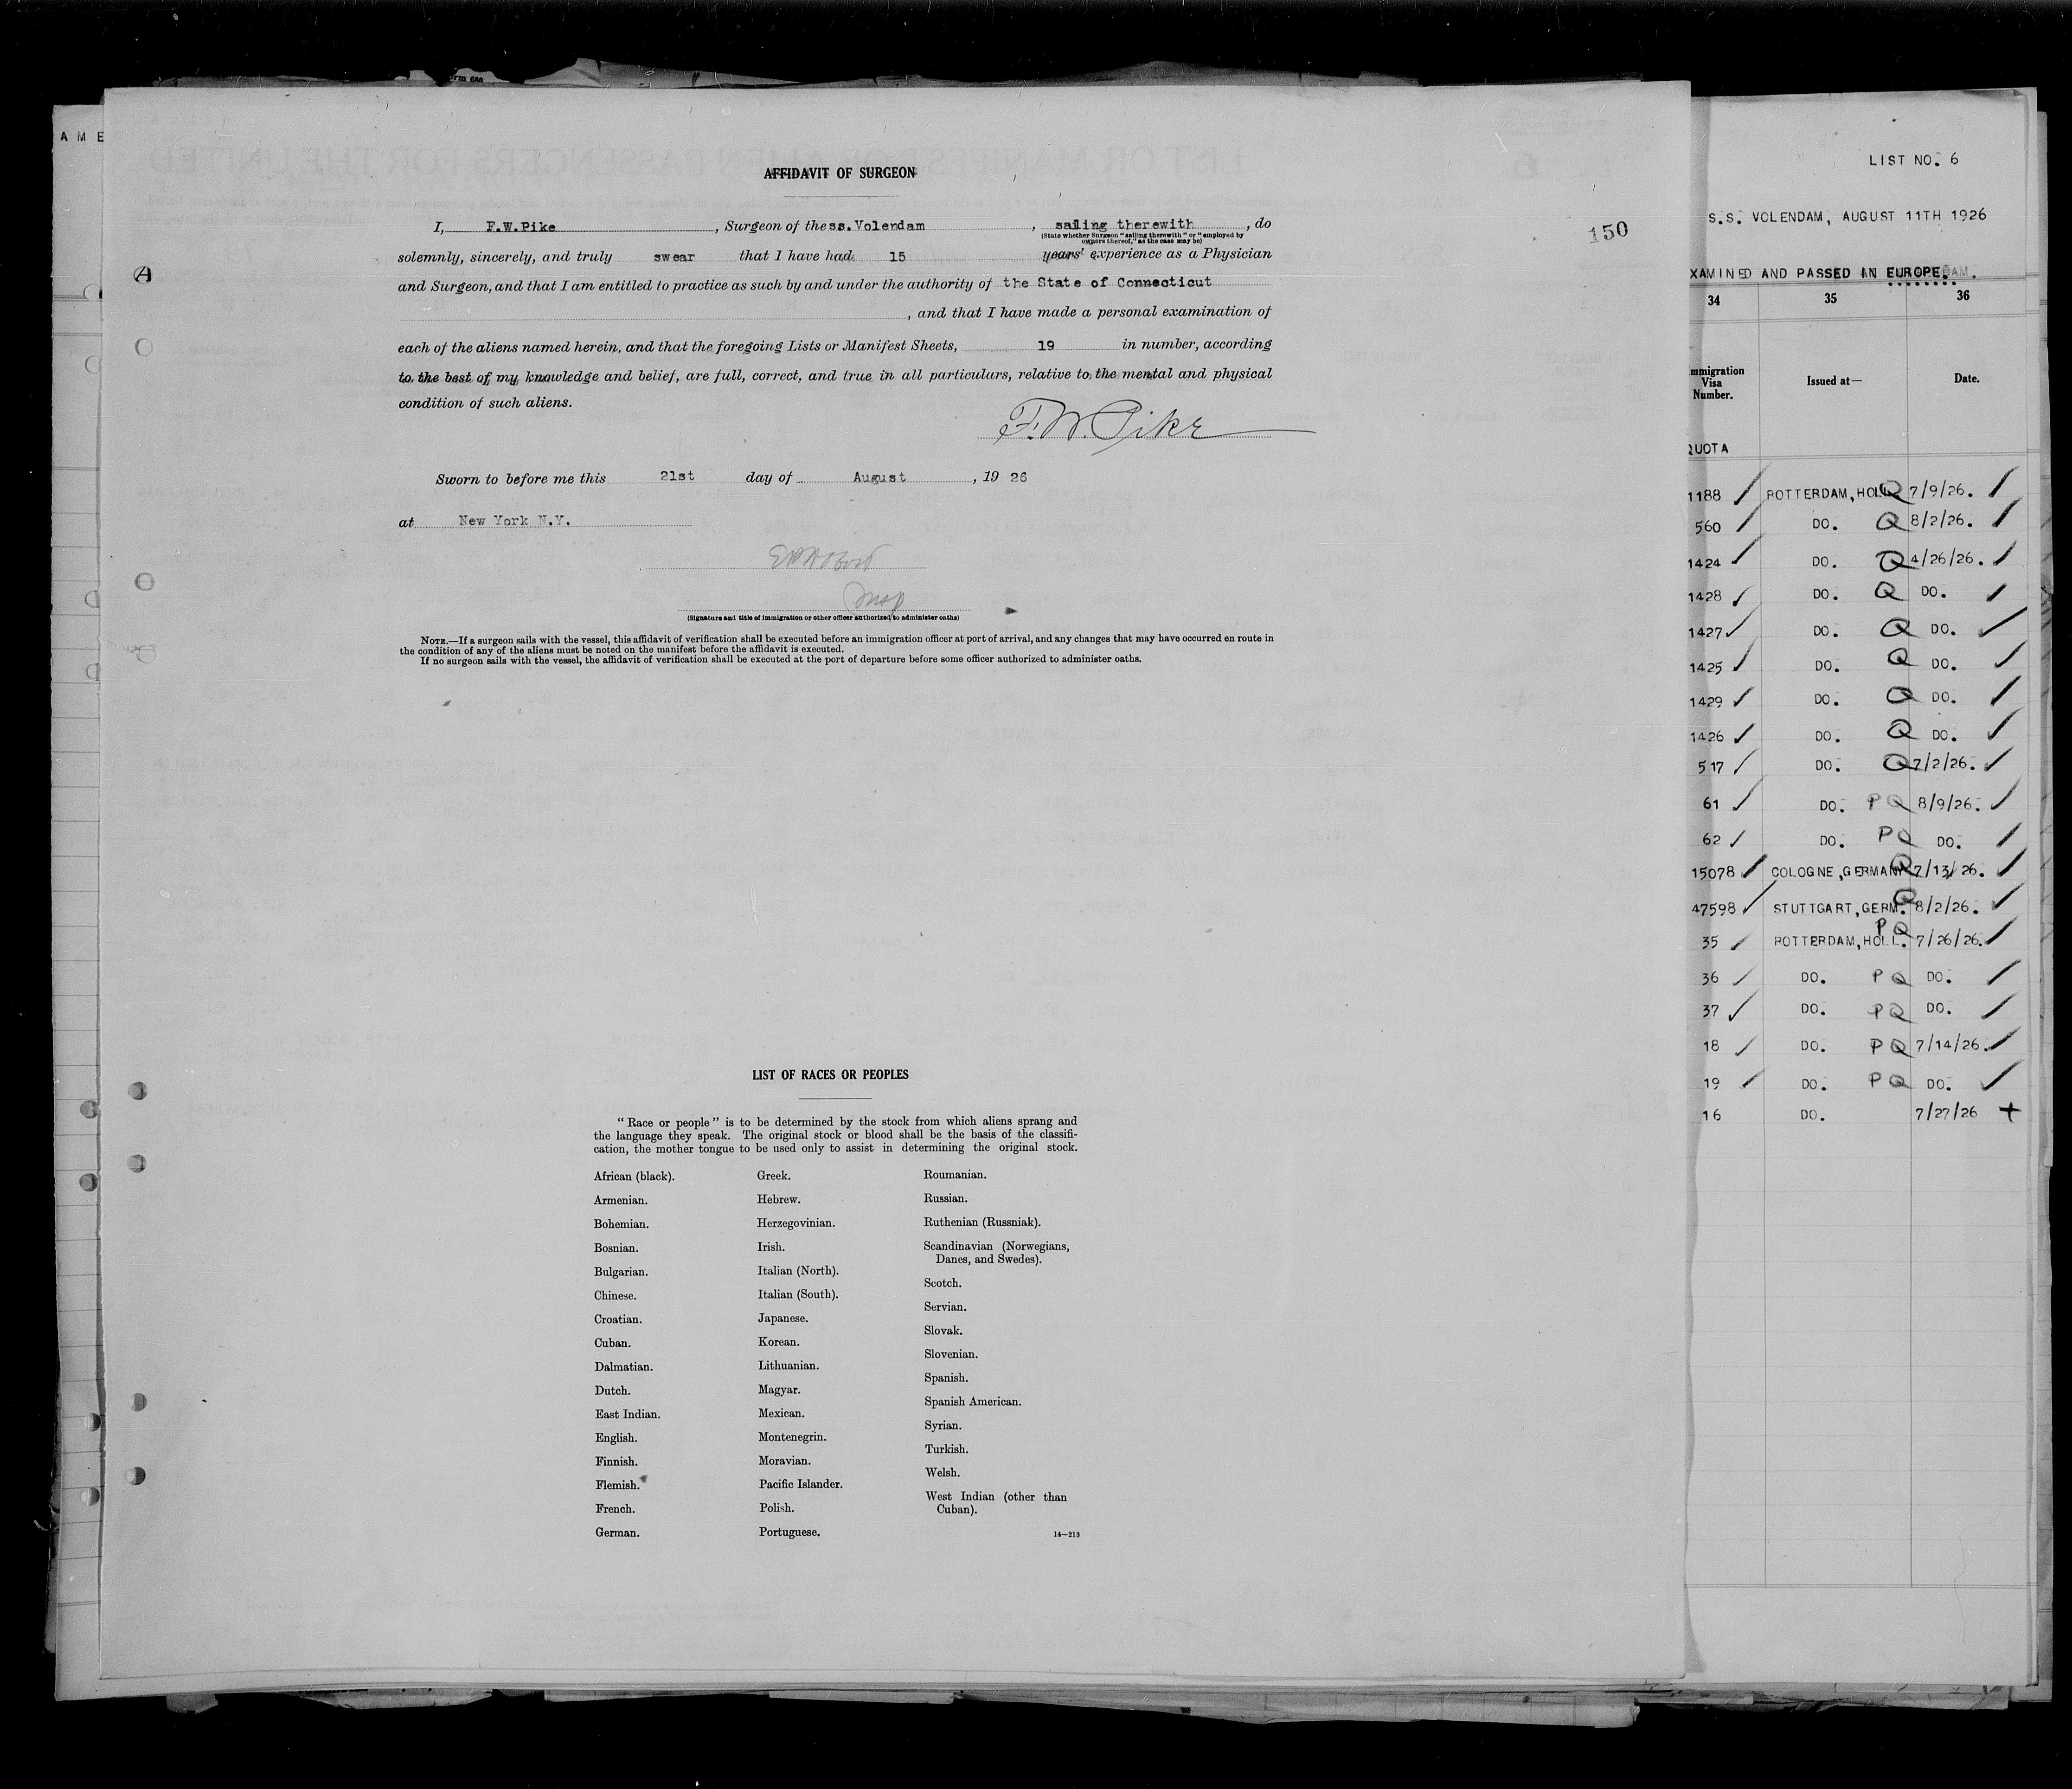 AFFIDAVIT OF SURGEON
150
I, F.W.Pike , Surgeon of the ss. Volendam , sailing therewith , do
(State whether Surgeon "sailing therewith" or "employed by
owners thereof," as the case may be)
solemnly, sincerely, and truly swear that I have had 15 years' experience as a Physician
and Surgeon, and that I am entitled to practice as such by and under the authority of the State of Connecticut
, and that I have made a personal examination of
each of the aliens named herein, and that the foregoing Lists or Manifest Sheets, 19 in number, according
to the best of my knowledge and belief, are full, correct, and true in all particulars, relative to the mental and physical
condition of such aliens.
F. W. Pike
Sworn to before me this 21st day of August , 19 26
at New York N.Y.
(Signature and title of immigration or other officer authorized to administer oaths)
NOTE.—If a surgeon sails with the vessel, this affidavit of verification shall be executed before an immigration officer at port of arrival, and any changes that may have occurred en route in
the condition of any of the aliens must be noted on the manifest before the affidavit is executed.
If no surgeon sails with the vessel, the affidavit of verification shall be executed at the port of departure before some officer authorized to administer oaths.
LIST OF RACES OR PEOPLES
"Race or people" is to be determined by the stock from which aliens sprang and
the language they speak. The original stock or blood shall be the basis of the classifi-
cation, the mother tongue to be used only to assist in determining the original stock.
African (black).
Armenian.
Bohemian.
Bosnian.
Bulgarian.
Chinese.
Croatian.
Cuban.
Dalmatian.
Dutch.
East Indian.
English.
Finnish.
Flemish.
French.
German.
Greek.
Hebrew.
Herzegovinian.
Irish.
Italian (North).
Italian (South).
Japanese.
Korean.
Lithuanian.
Magyar.
Mexican.
Montenegrin.
Moravian.
Pacific Islander.
Polish.
Portuguese.
Roumanian.
Russian.
Ruthenian (Russniak).
Scandinavian (Norwegians,
Danes, and Swedes).
Scotch.
Servian.
Slovak.
Slovenian.
Spanish.
Spanish American.
Syrian.
Turkish.
Welsh.
West Indian (other than
Cuban).
14—213
LIST NO. 6
S.S. VOLENDAM, AUGUST 11TH 1926
XAMINED AND PASSED IN EUROPE.
34 35 36
mmigration
Visa
Number.
Issued at—
Date.
QUOTA
1188 ROTTERDAM, HOLL Q 7/9/26.
560 DO. Q 8/2/26.
1424 DO. Q 4/26/26.
1428 DO. Q DO.
1427 DO. Q DO.
1425 DO. Q DO.
1429 DO. Q DO.
1426 DO. Q DO.
517 DO. Q 7/2/26.
61 DO. PQ 8/9/26.
62 DO. PQ DO.
15078 COLOGNE, GERMANY Q 7/13/26.
47598 STUTTGART, GERM. Q 8/2/26.
35 ROTTERDAM, HOLL. PQ 7/26/26.
36 DO. PQ DO.
37 DO. PQ DO.
18 DO. PQ 7/14/26.
19 DO. PQ DO.
16 DO. 7/27/26
A M E